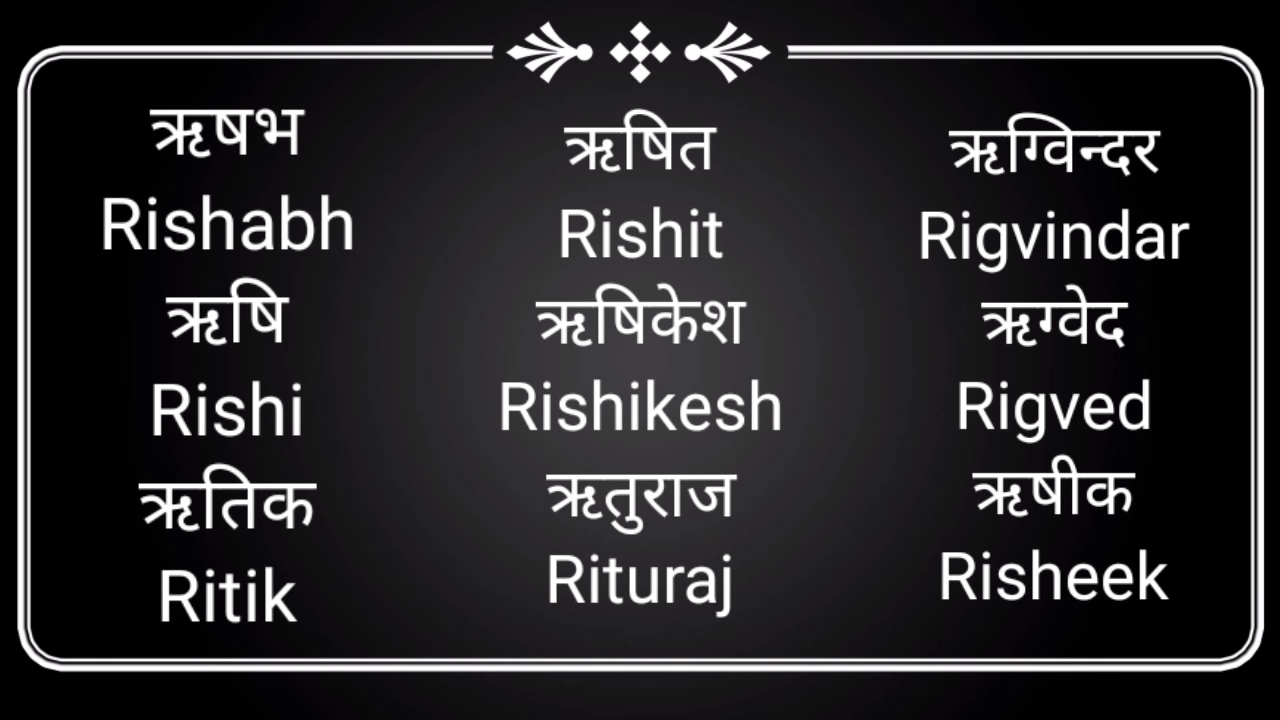 ऋषभ
Rishabh
ऋषि
Rishi
ऋतिक
Ritik
ऋषित
Rishit
ऋषिकेश
Rishikesh
ऋतुराज
Rituraj
ऋग्विन्दर
Rigvindar
ऋग्वेद
Rigved
ऋषीक
Risheek